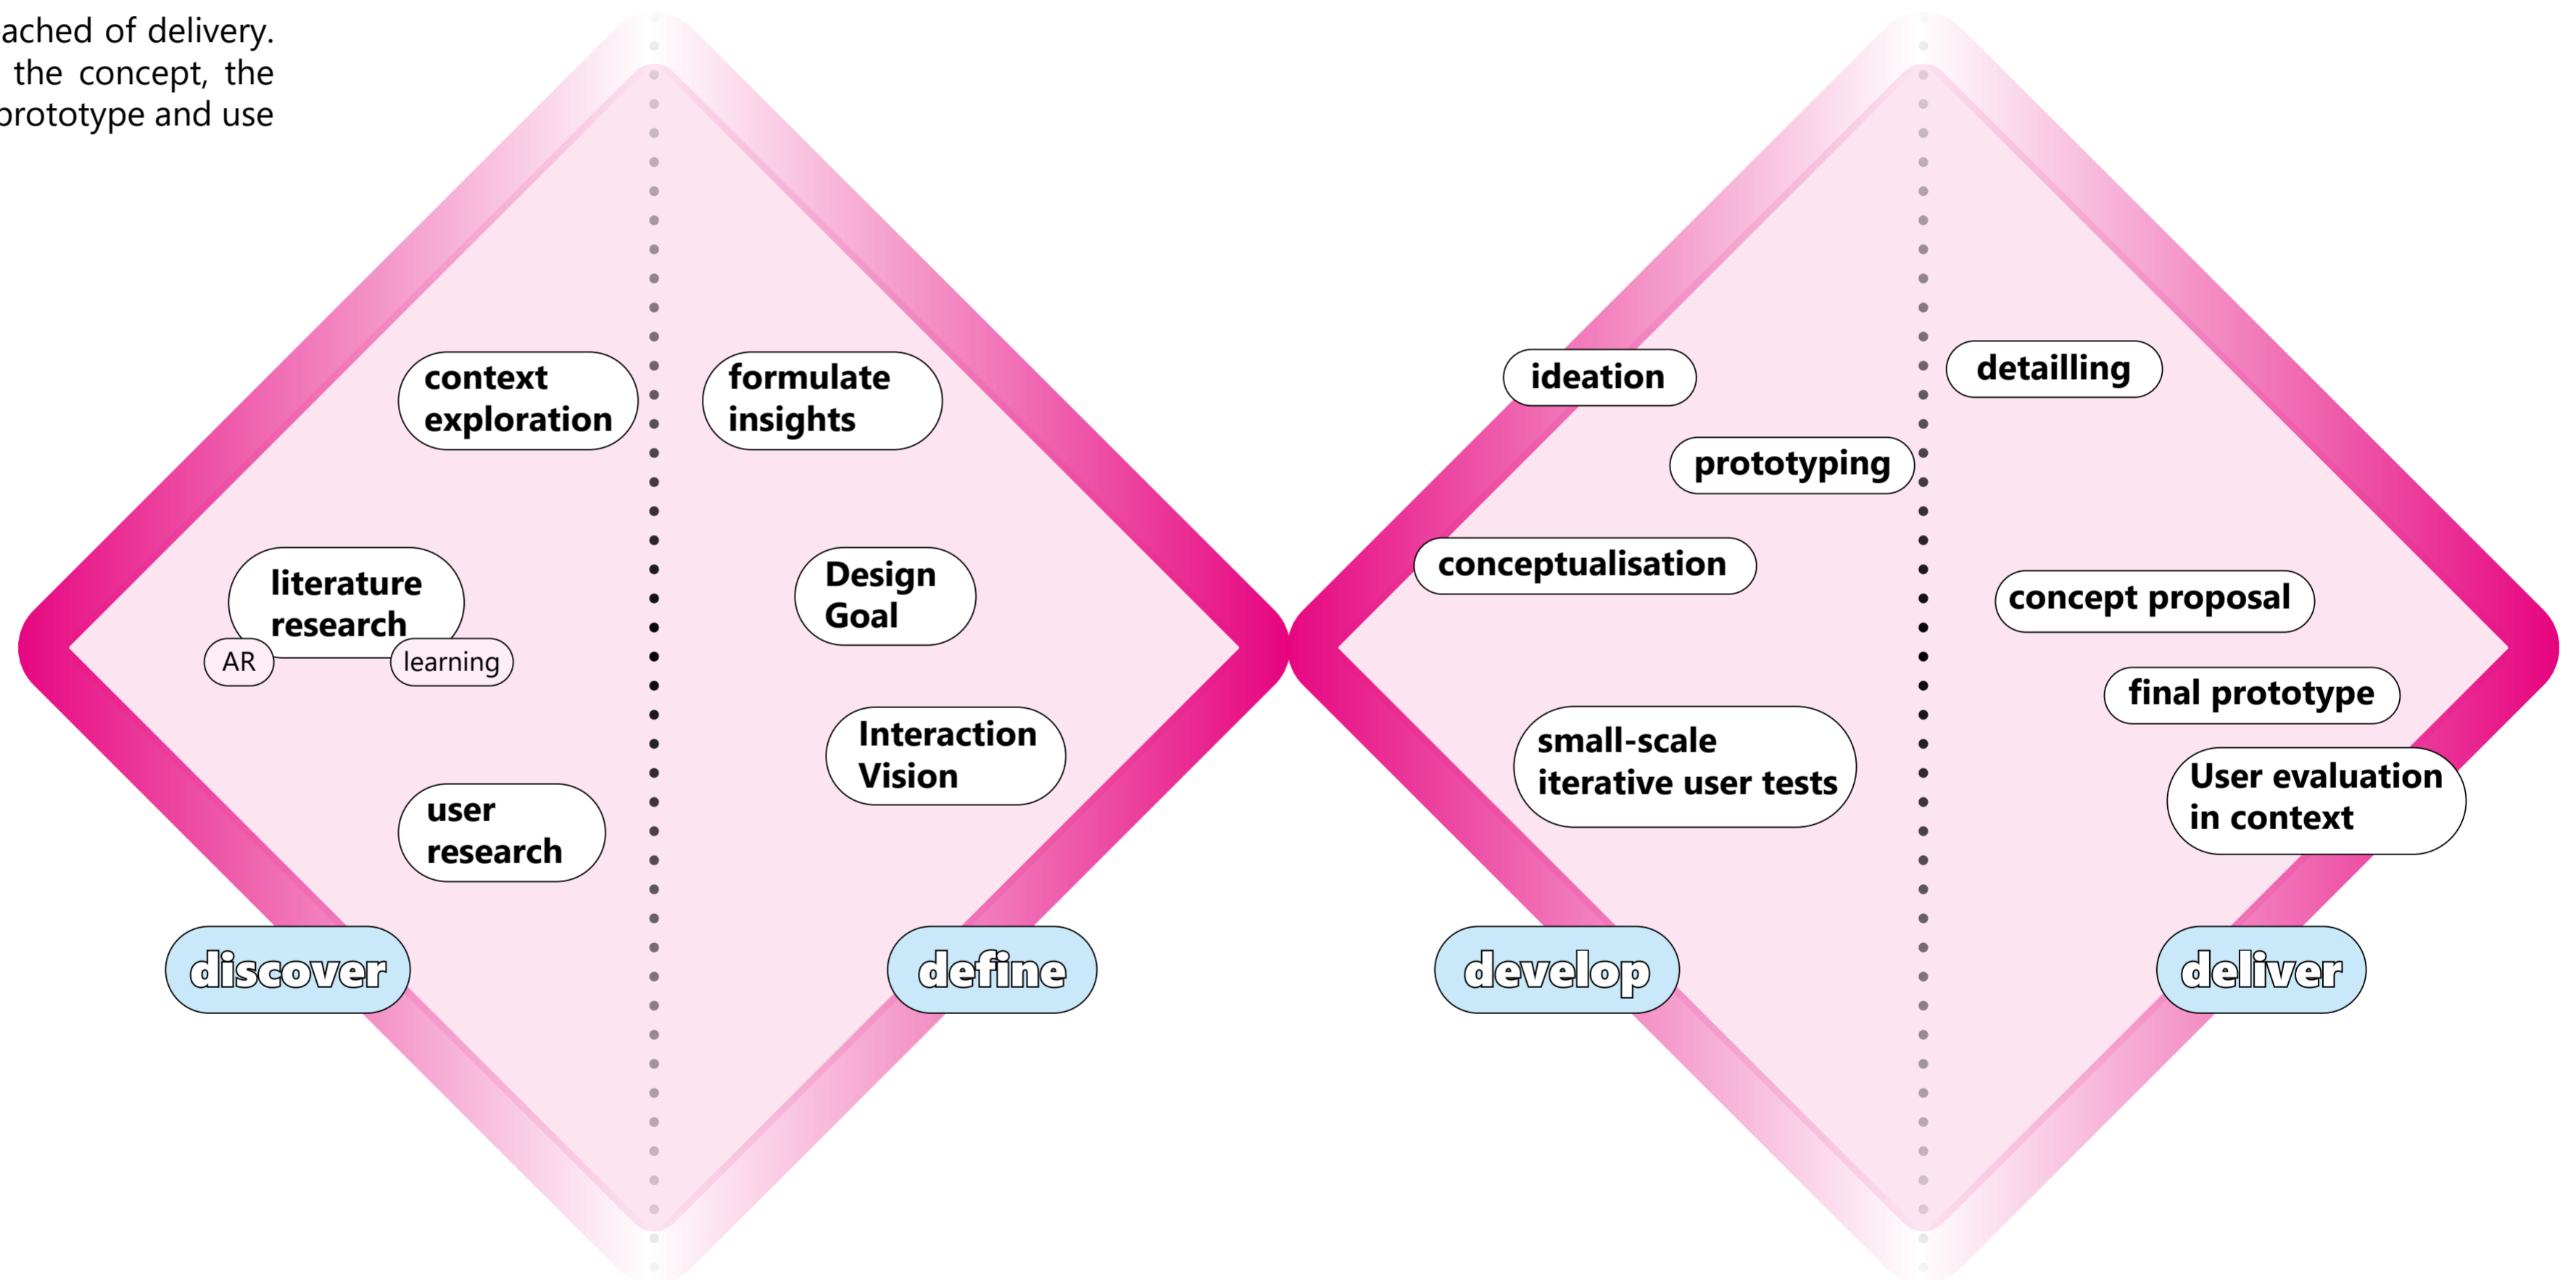 ached of delivery.
the concept, the
prototype and use
context
exploration
literature
research
AR
learning
user
research
discover
formulate
insights
Design
Goal
Interaction
Vision
define
ideation
prototyping
conceptualisation
small-scale
iterative user tests
develop
detailling
concept proposal
final prototype
User evaluation
in context
deliver